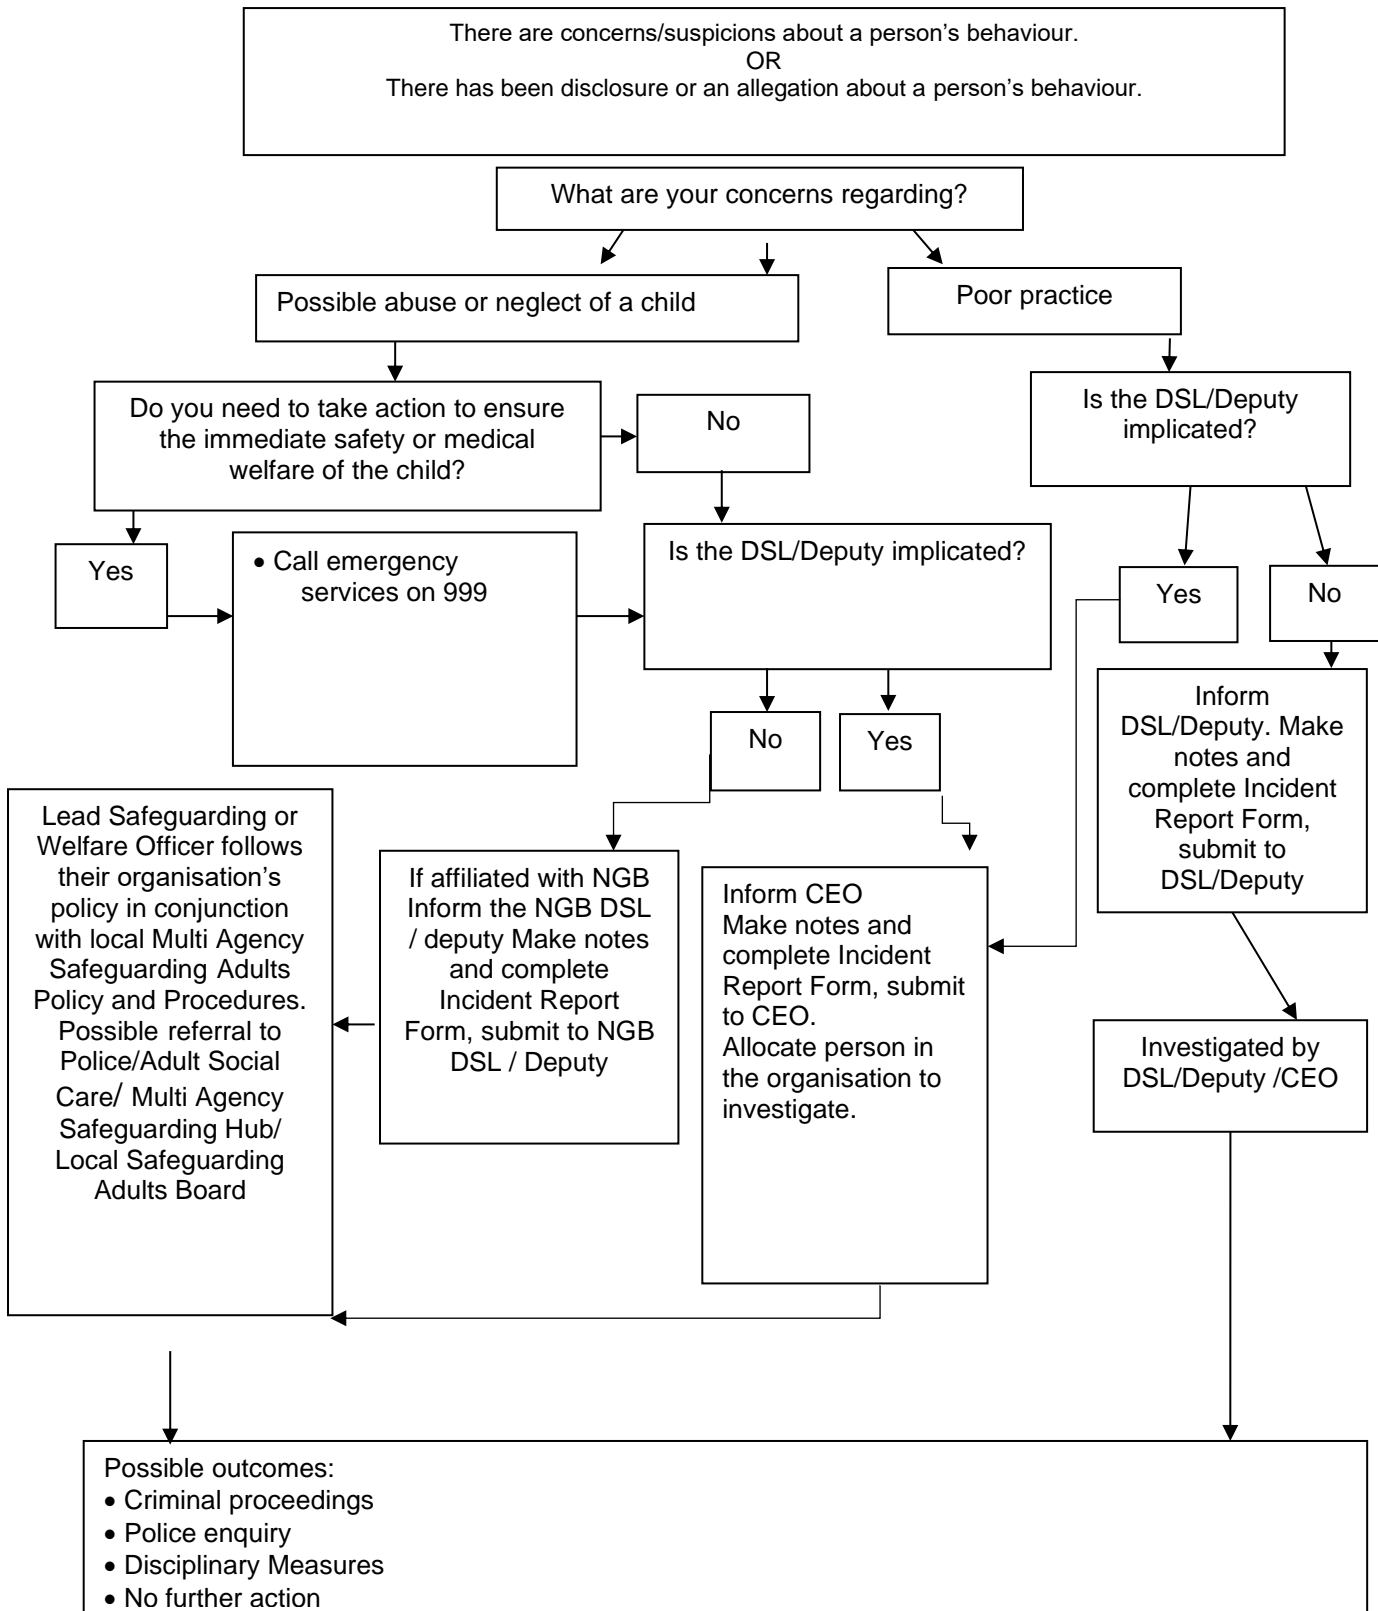 There are concerns/suspicions about a person’s behaviour.
OR
There has been disclosure or an allegation about a person’s behaviour.
What are your concerns regarding?
Possible abuse or neglect of a child
Poor practice
Do you need to take action to ensure
the immediate safety or medical
welfare of the child?
No
Is the DSL/Deputy
implicated?
Yes
• Call emergency
services on 999
Is the DSL/Deputy implicated?
Yes
No
No
Yes
Inform
DSL/Deputy. Make
notes and
complete Incident
Report Form,
submit to
DSL/Deputy
Lead Safeguarding or
Welfare Officer follows
their organisation’s
policy in conjunction
with local Multi Agency
Safeguarding Adults
Policy and Procedures.
Possible referral to
Police/Adult Social
Care/ Multi Agency
Safeguarding Hub/
Local Safeguarding
Adults Board
If affiliated with NGB
Inform the NGB DSL
/ deputy Make notes
and complete
Incident Report
Form, submit to NGB
DSL / Deputy
Inform CEO
Make notes and
complete Incident
Report Form, submit
to CEO.
Allocate person in
the organisation to
investigate.
Investigated by
DSL/Deputy /CEO
Possible outcomes:
• Criminal proceedings
• Police enquiry
• Disciplinary Measures
• No further action